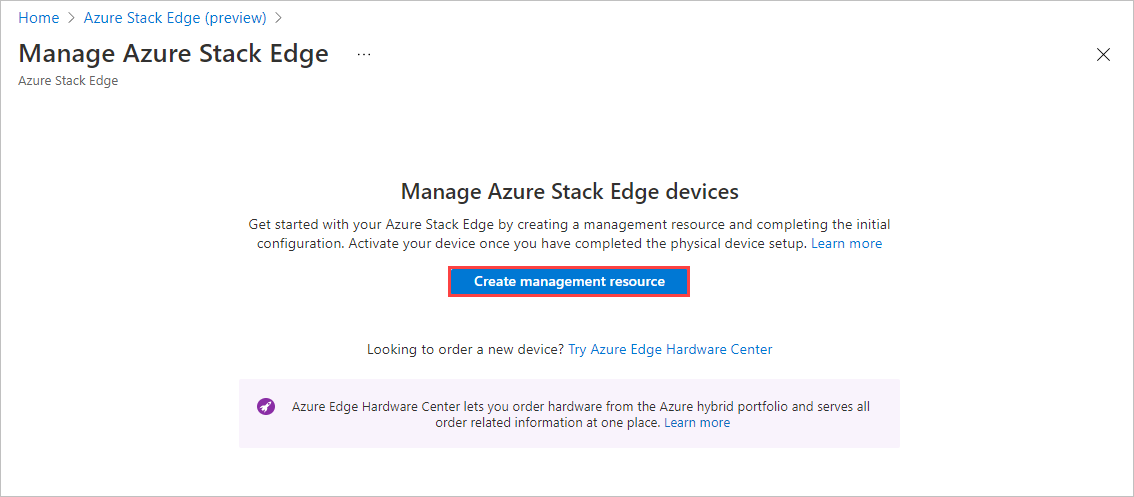 Home > Azure Stack Edge (preview) >
Manage Azure Stack Edge ...
Azure Stack Edge
Manage Azure Stack Edge devices
Get started with your Azure Stack Edge by creating a management resource and completing the initial
configuration. Activate your device once you have completed the physical device setup. Learn more
Create management resource
Looking to order a new device? Try Azure Edge Hardware Center
Azure Edge Hardware Center lets you order hardware from the Azure hybrid portfolio and serves all
order related information at one place. Learn more